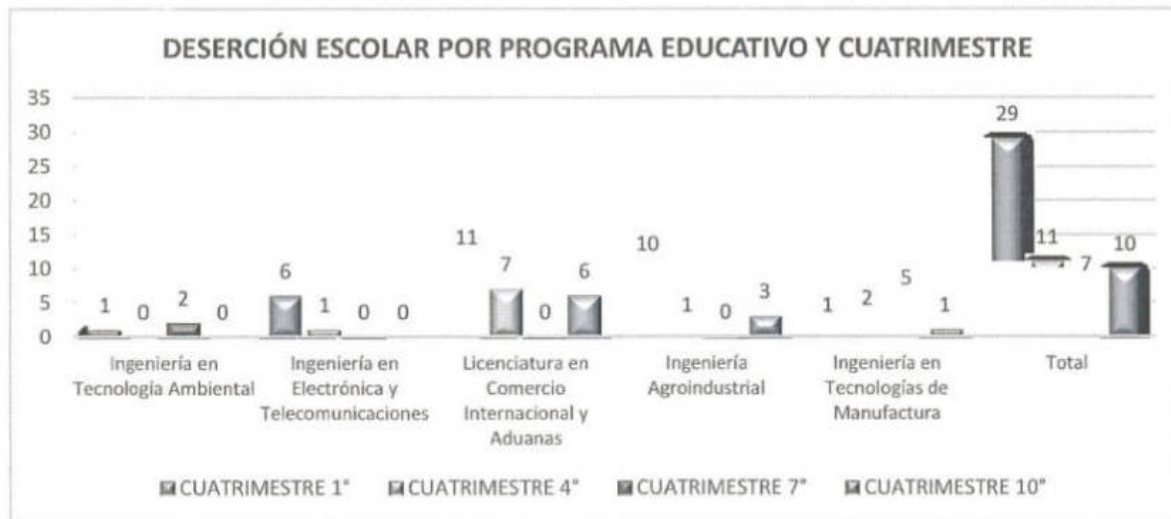 DESERCIÓN ESCOLAR POR PROGRAMA EDUCATIVO Y CUATRIMESTRE
35
30
25
20
15
10
5
0
1 0 2 0
6 1 0 0
11 7 0 6
10 1 0 3
1 2 5 1
29 11 7 10
Ingeniería en
Tecnología Ambiental
Ingeniería en
Electrónica y
Telecomunicaciones
Licenciatura en
Comercio
Internacional y
Aduanas
Ingeniería
Agroindustrial
Ingeniería en
Tecnologías de
Manufactura
Total
CUATRIMESTRE 1° CUATRIMESTRE 4° CUATRIMESTRE 7° CUATRIMESTRE 10°